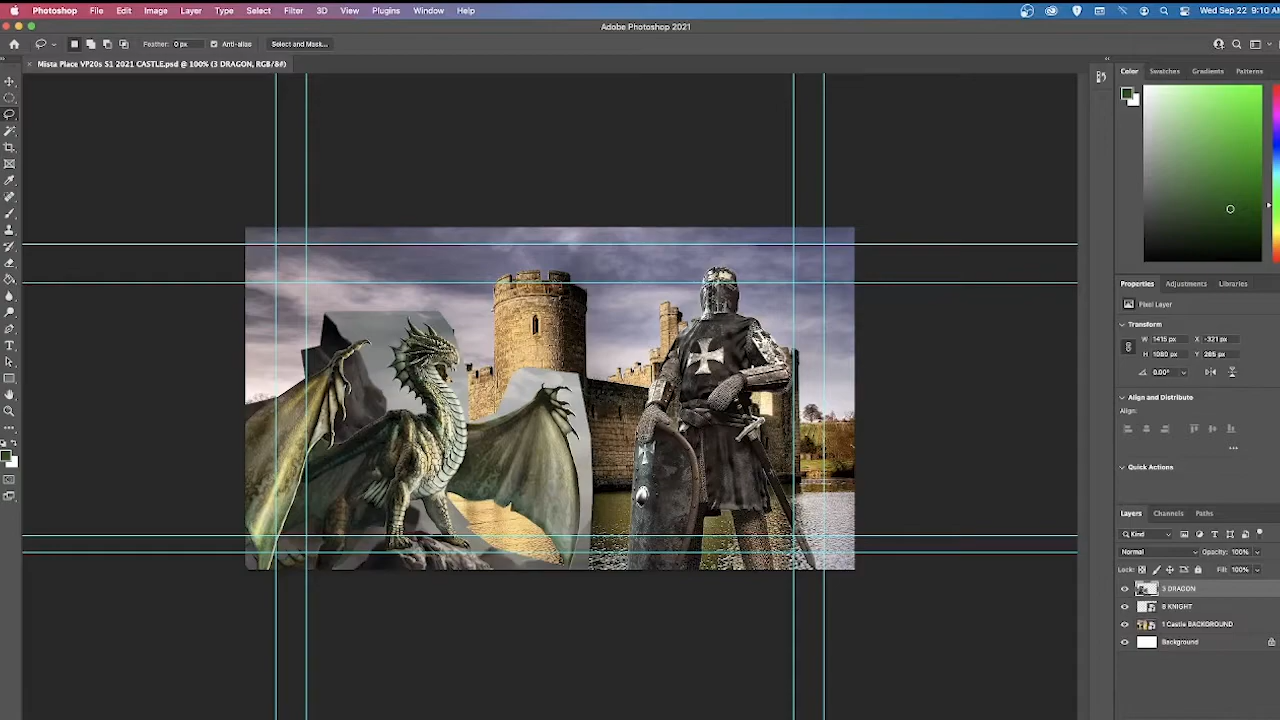 Photoshop File Edit Image Layer Type Select Filter 3D View Plugins Window Help
Wed Sep 22 9:10 AM
Adobe Photoshop 2021
Feather: 0 px Anti-alias Select and Mask...
Mista Place VP20s S1 2021 CASTLE.psd @ 100% (3 DRAGON, RGB/8#)
Color Swatches Gradients Patterns
Properties Adjustments Libraries
Pixel Layer
Transform
W 1415 px X -321 px
H 1080 px Y 265 px
0.00°
Align and Distribute
Align:
Quick Actions
Layers Channels Paths
Kind
Normal Opacity: 100%
Lock: Fill: 100%
3 DRAGON
8 KNIGHT
1 Castle BACKGROUND
Background